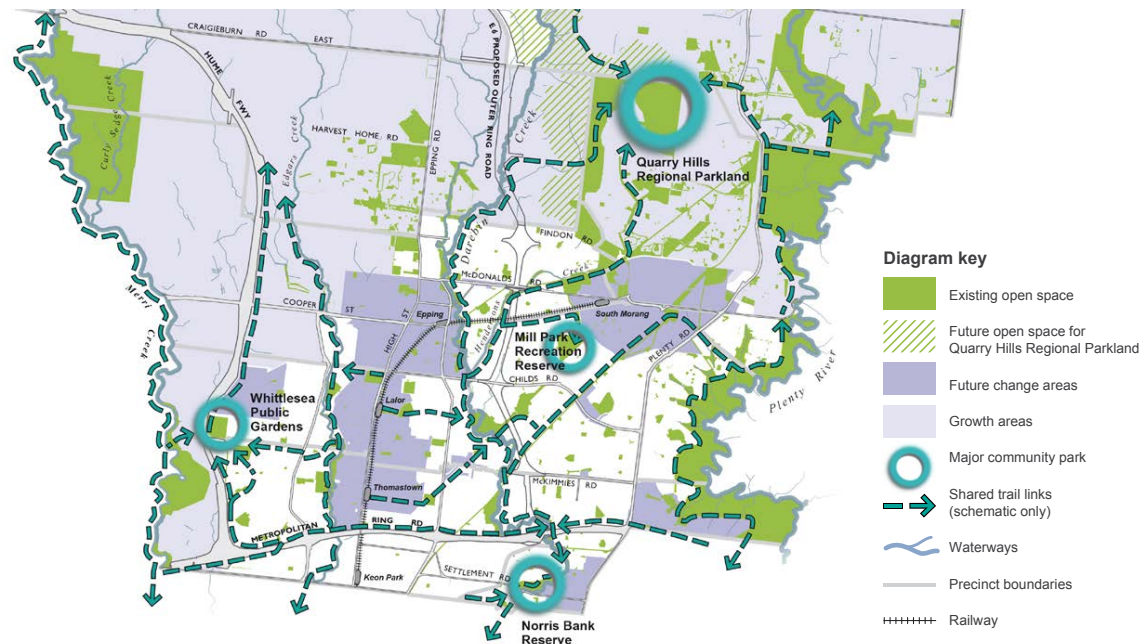 CRAIGIEBURN RD EAST
HUME
FWY
E6 PROPOSED OUTER RING ROAD
Curly Sedge Creek
Edgars Creek
HARVEST HOME RD
EPPING RD
Creek
Darebin
Quarry Hills
Regional Parkland
FINDON RD
McDONALDS RD
Creek
Hendersons
Merri
Creek
COOPER ST
Epping
HIGH ST
South Morang
Mill Park
Recreation
Reserve
PLENTY RD
CHILDS RD
Plenty River
Whittlesea
Public
Gardens
Lalor
Thomastown
McKIMMIES RD
METROPOLITAN RING RD
Keon Park
SETTLEMENT RD
Norris Bank
Reserve
Diagram key
Existing open space
Future open space for
Quarry Hills Regional Parkland
Future change areas
Growth areas
Major community park
Shared trail links
(schematic only)
Waterways
Precinct boundaries
Railway